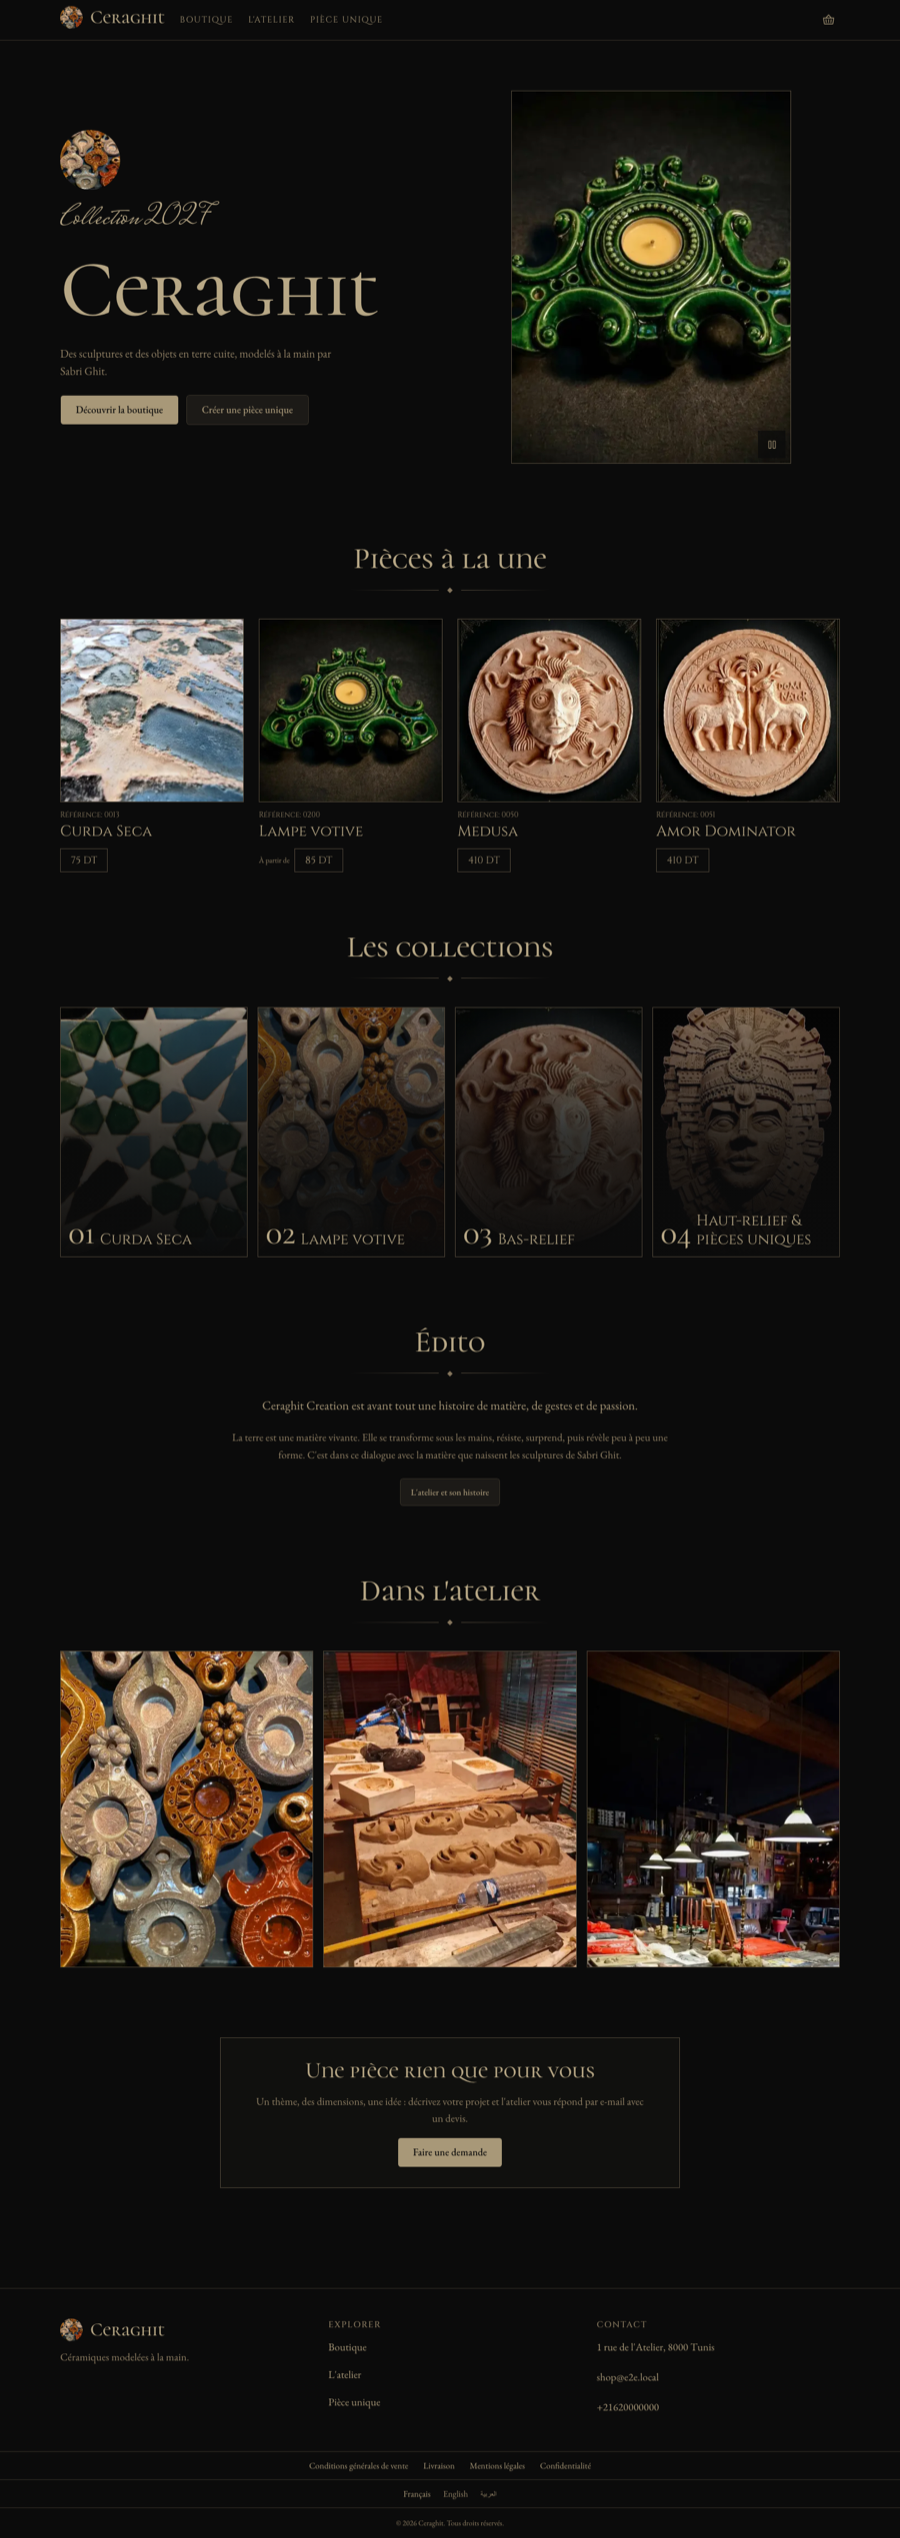 Ceraghit
BOUTIQUE
L'ATELIER
PIÈCE UNIQUE
Collection 2027
Ceraghit
Des sculptures et des objets en terre cuite, modelés à la main par
Sabri Ghit.
Découvrir la boutique
Créer une pièce unique
Pièces à la une
RÉFÉRENCE: 0013
Curda Seca
75 DT
RÉFÉRENCE: 0200
Lampe votive
À partir de
85 DT
RÉFÉRENCE: 0050
Medusa
410 DT
RÉFÉRENCE: 0051
Amor Dominator
410 DT
Les collections
01 Curda Seca
02 Lampe votive
03 Bas-relief
04 Haut-relief &
pièces uniques
Édito
Ceraghit Creation est avant tout une histoire de matière, de gestes et de passion.
La terre est une matière vivante. Elle se transforme sous les mains, résiste, surprend, puis révèle peu à peu une
forme. C'est dans ce dialogue avec la matière que naissent les sculptures de Sabri Ghit.
L'atelier et son histoire
Dans l'atelier
Une pièce rien que pour vous
Un thème, des dimensions, une idée : décrivez votre projet et l'atelier vous répond par e-mail avec
un devis.
Faire une demande
Ceraghit
Céramiques modelées à la main.
EXPLORER
Boutique
L'atelier
Pièce unique
CONTACT
1 rue de l'Atelier, 8000 Tunis
shop@e2e.local
+21620000000
Conditions générales de vente
Livraison
Mentions légales
Confidentialité
Français
English
العربية
© 2026 Ceraghit. Tous droits réservés.